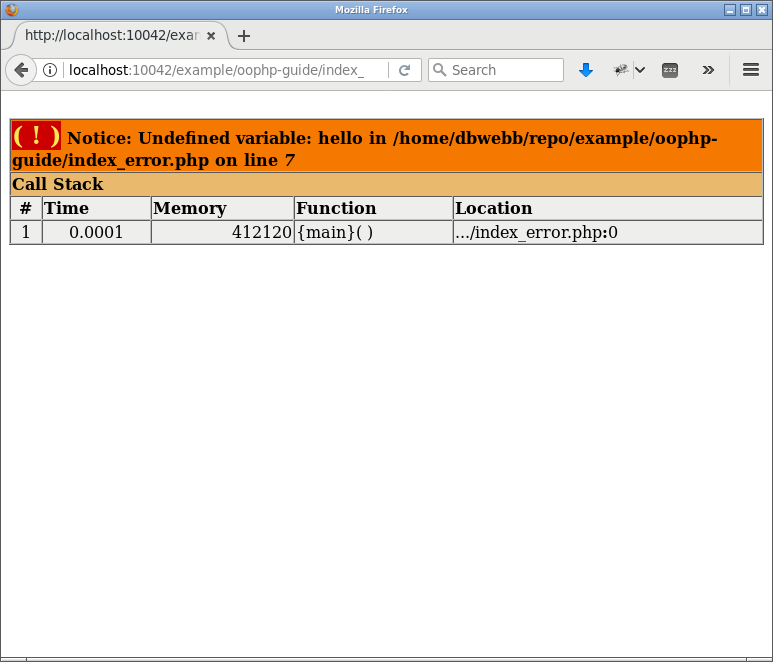 Mozilla Firefox
http://localhost:10042/exar
localhost:10042/example/oophp-guide/index_
Search
zzz
( ! ) Notice: Undefined variable: hello in /home/dbwebb/repo/example/oophp-
guide/index_error.php on line 7
Call Stack
# Time Memory Function Location
1 0.0001 412120 {main}( ) .../index_error.php:0